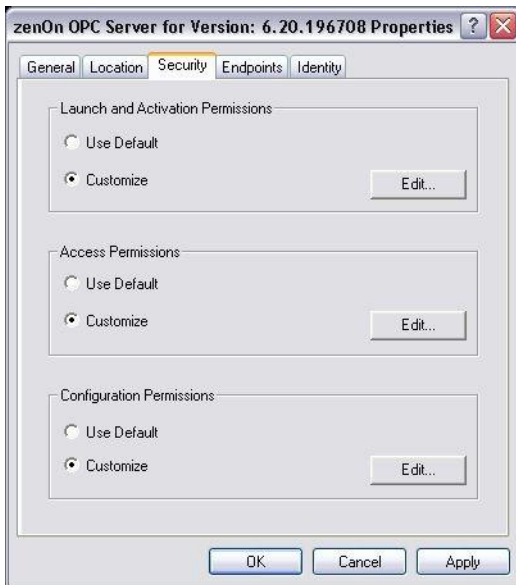 zenOn OPC Server for Version: 6.20.196708 Properties
General Location Security Endpoints Identity
Launch and Activation Permissions
Use Default
Customize
Edit...
Access Permissions
Use Default
Customize
Edit...
Configuration Permissions
Use Default
Customize
Edit...
OK Cancel Apply